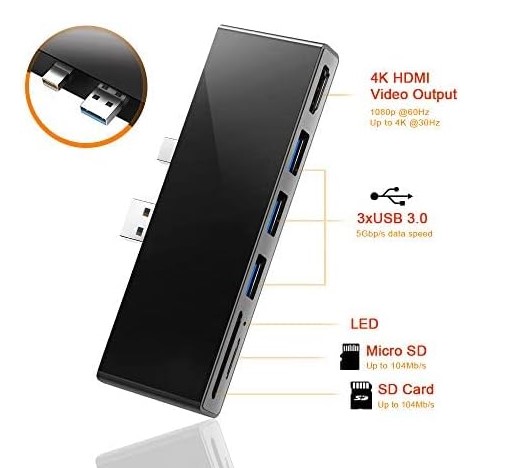 4K HDMI
Video Output
1080p @60Hz
Up to 4K @30Hz
3xUSB 3.0
5Gbp/s data speed
LED
Micro SD
Up to 104Mb/s
SD Card
Up to 104Mb/s